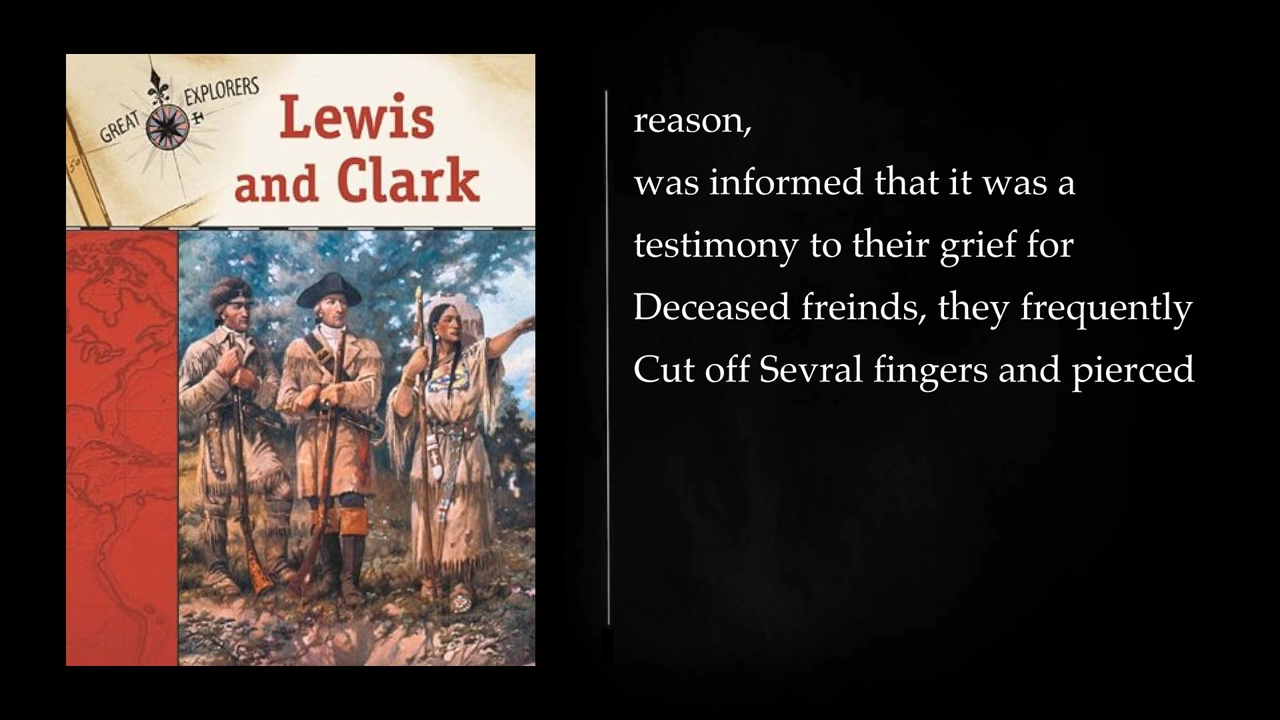 GREAT EXPLORERS
Lewis
and Clark
50
reason,
was informed that it was a
testimony to their grief for
Deceased freinds, they frequently
Cut off Sevral fingers and pierced